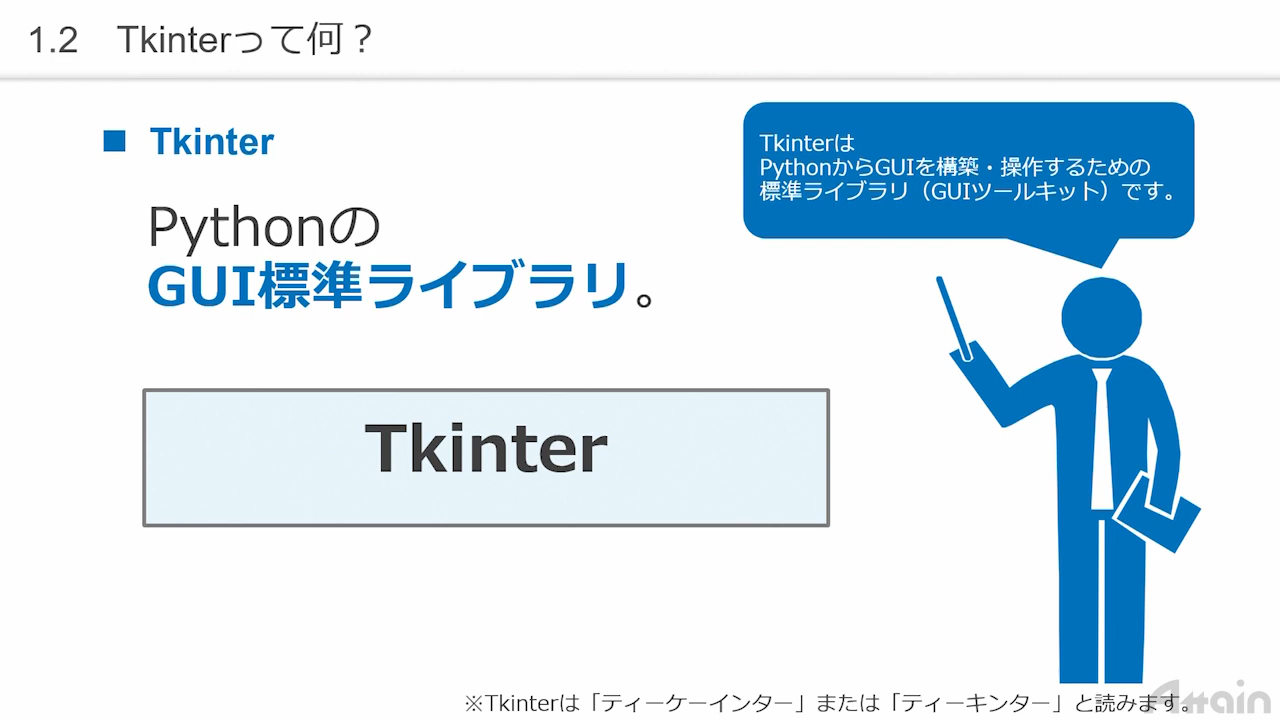 1.2 Tkinterって何？
■ Tkinter
Pythonの
GUI標準ライブラリ。
Tkinter
Tkinterは
PythonからGUIを構築・操作するための
標準ライブラリ（GUIツールキット）です。
※Tkinterは「ティーケーインター」または「ティーキンター」と読みます。
Attain